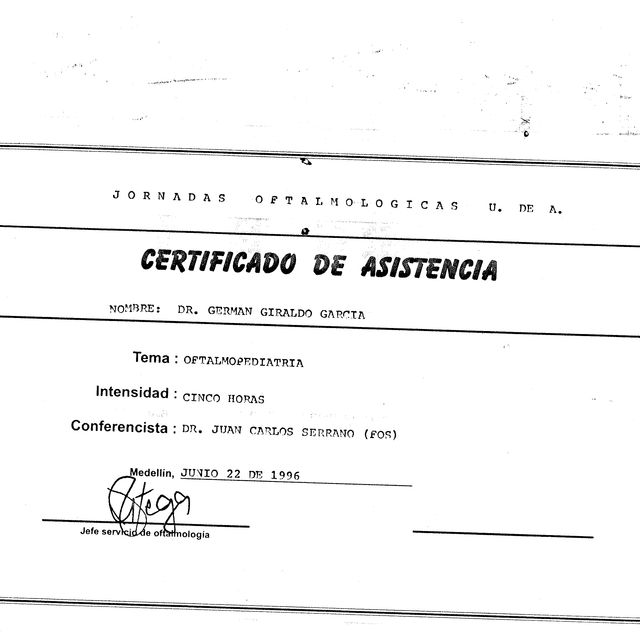 JORNADAS OFTALMOLOGICAS U. DE A.
CERTIFICADO DE ASISTENCIA
NOMBRE: DR. GERMAN GIRALDO GARCIA
Tema : OFTALMOPEDIATRIA
Intensidad : CINCO HORAS
Conferencista : DR. JUAN CARLOS SERRANO (FOS)
Medellín, JUNIO 22 DE 1996
Jefe servicio de oftalmología